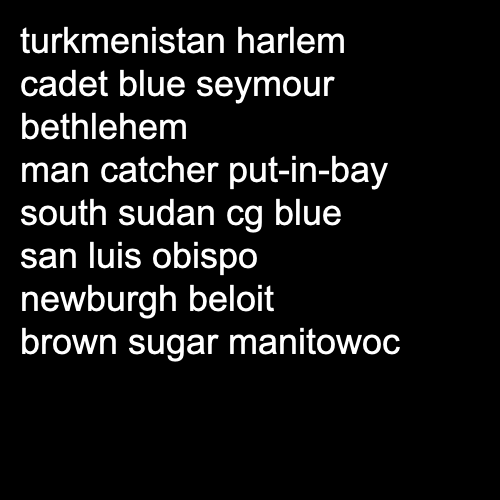 turkmenistan harlem
cadet blue seymour
bethlehem
man catcher put-in-bay
south sudan cg blue
san luis obispo
newburgh beloit
brown sugar manitowoc